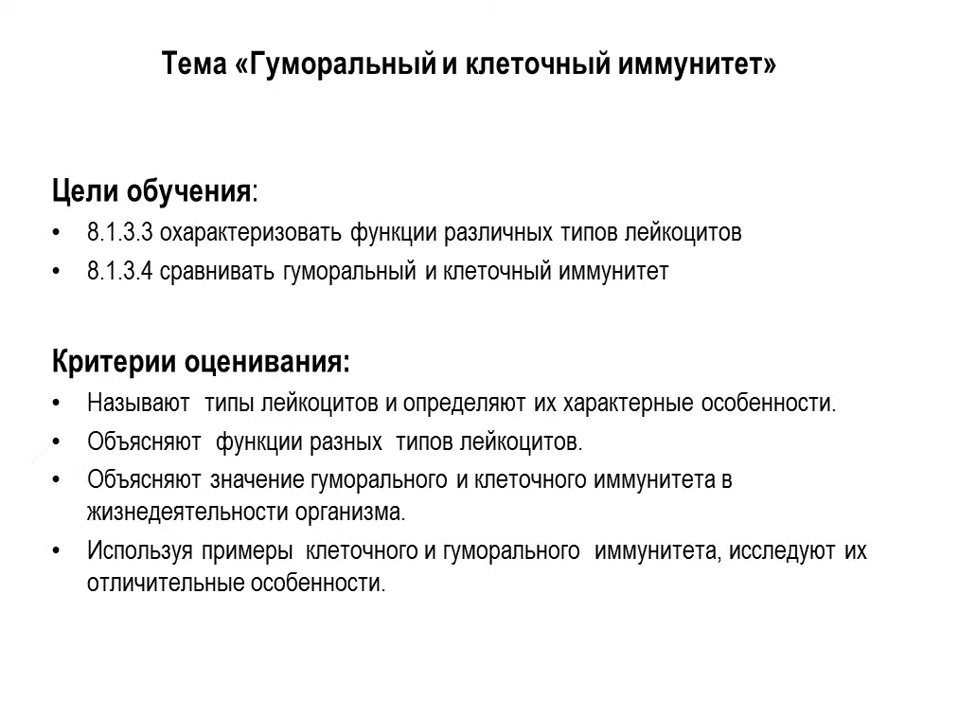 Тема «Гуморальный и клеточный иммунитет»
Цели обучения:
• 8.1.3.3 охарактеризовать функции различных типов лейкоцитов
• 8.1.3.4 сравнивать гуморальный и клеточный иммунитет
Критерии оценивания:
• Называют типы лейкоцитов и определяют их характерные особенности.
• Объясняют функции разных типов лейкоцитов.
• Объясняют значение гуморального и клеточного иммунитета в
жизнедеятельности организма.
• Используя примеры клеточного и гуморального иммунитета, исследуют их
отличительные особенности.